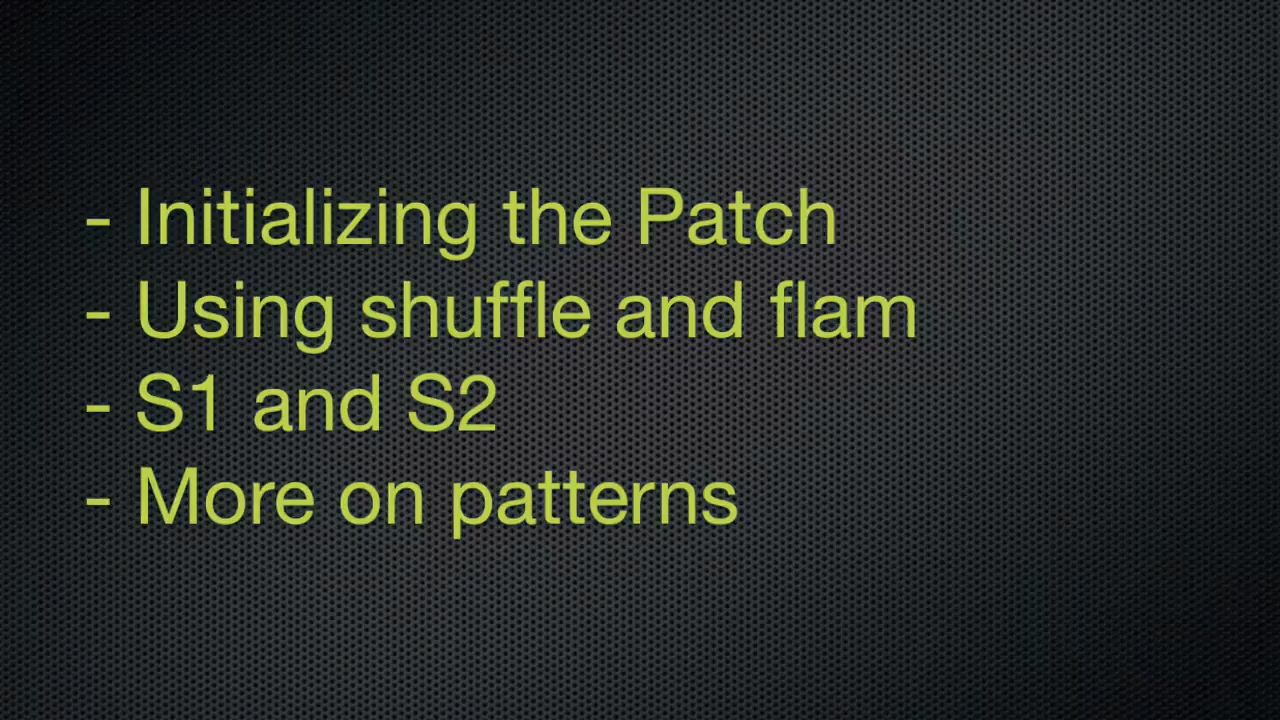 - Initializing the Patch
- Using shuffle and flam
- S1 and S2
- More on patterns